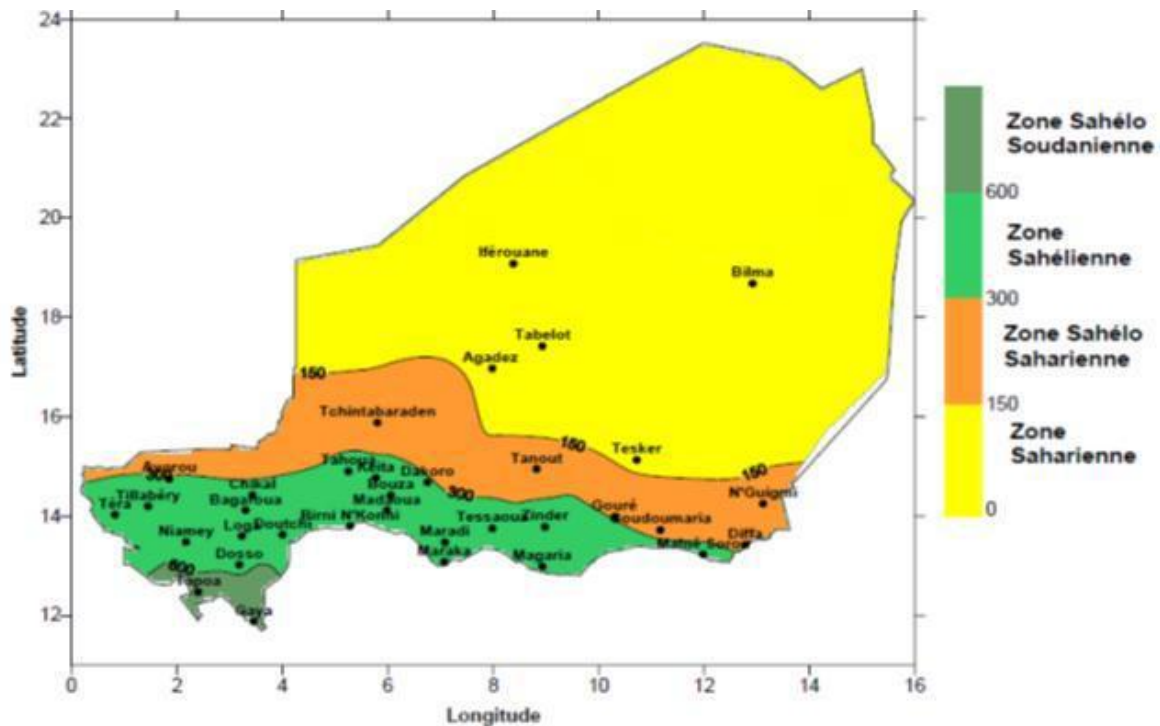 24
22
20
18
16
14
12
Latitude
0 2 4 6 8 10 12 14 16
Longitude
Iférouane
Bilma
Tabelot
Agadez
150
Tchintabaraden
150
Tesker
150
Tanout
Tahoua
Keita
Dakoro
Ayorou
300
300
N'Guigmi
Chikal
Bouza
Tillabéry
Bagaroua
Madaoua
Téra
Gouré
Goudoumaria
Birni N'Konni
Tessaoua
Zinder
Loga
Doutchi
Niamey
Maradi
Diffa
Maïné Soroa
Dosso
Maraka
Magaria
600
Tapoa
Gaya
Zone Sahélo
Soudanienne
600
Zone
Sahélienne
300
Zone Sahélo
Saharienne
150
Zone
Saharienne
0